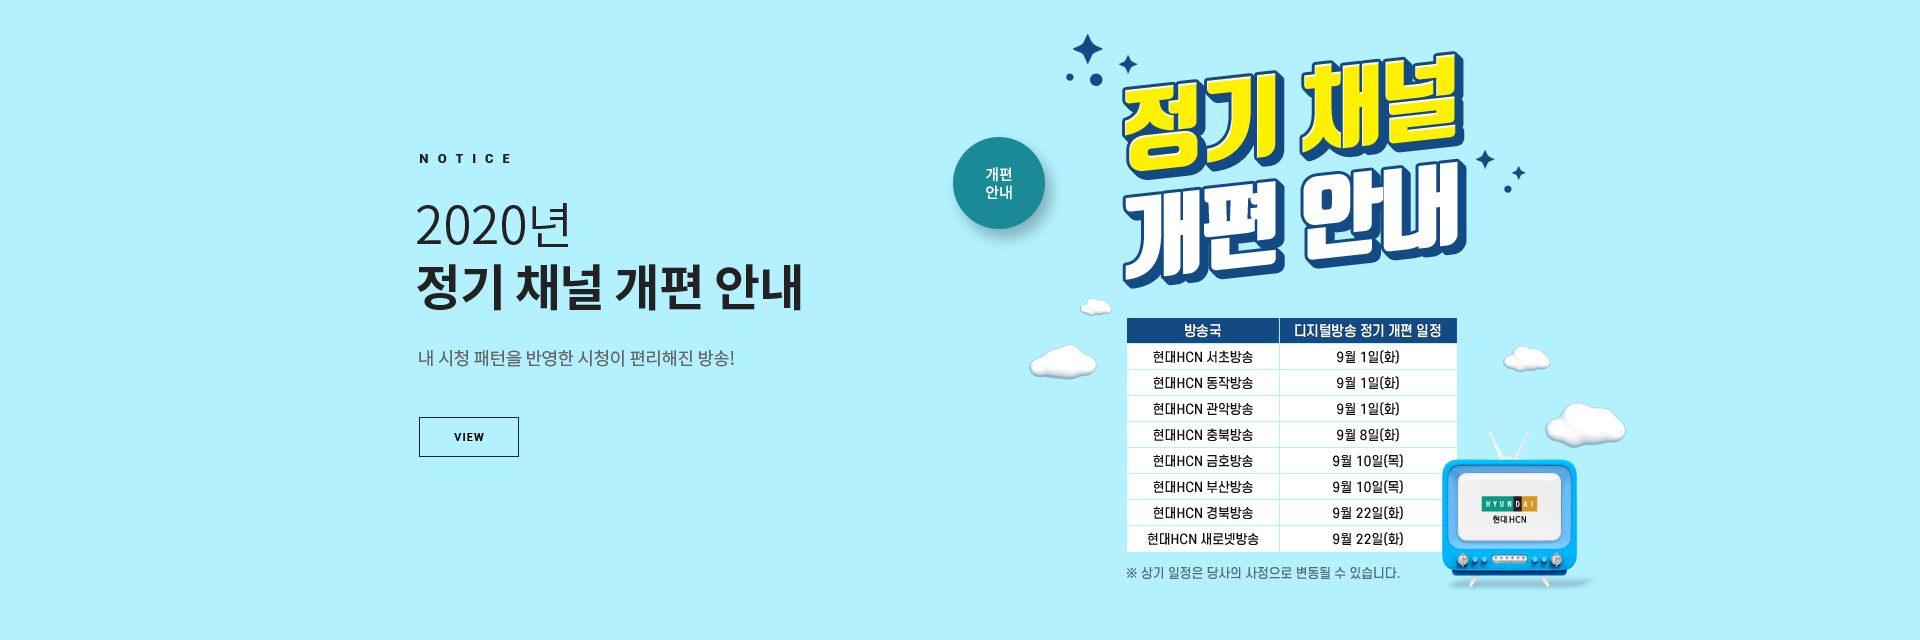 NOTICE
2020년
정기 채널 개편 안내
내 시청 패턴을 반영한 시청이 편리해진 방송!
VIEW
개편
안내
정기 채널
개편 안내
방송국 디지털방송 정기 개편 일정
현대HCN 서초방송 9월 1일(화)
현대HCN 동작방송 9월 1일(화)
현대HCN 관악방송 9월 1일(화)
현대HCN 충북방송 9월 8일(화)
현대HCN 금호방송 9월 10일(목)
현대HCN 부산방송 9월 10일(목)
현대HCN 경북방송 9월 22일(화)
현대HCN 새로넷방송 9월 22일(화)
※ 상기 일정은 당사의 사정으로 변동될 수 있습니다.
HYUNDAI
현대HCN